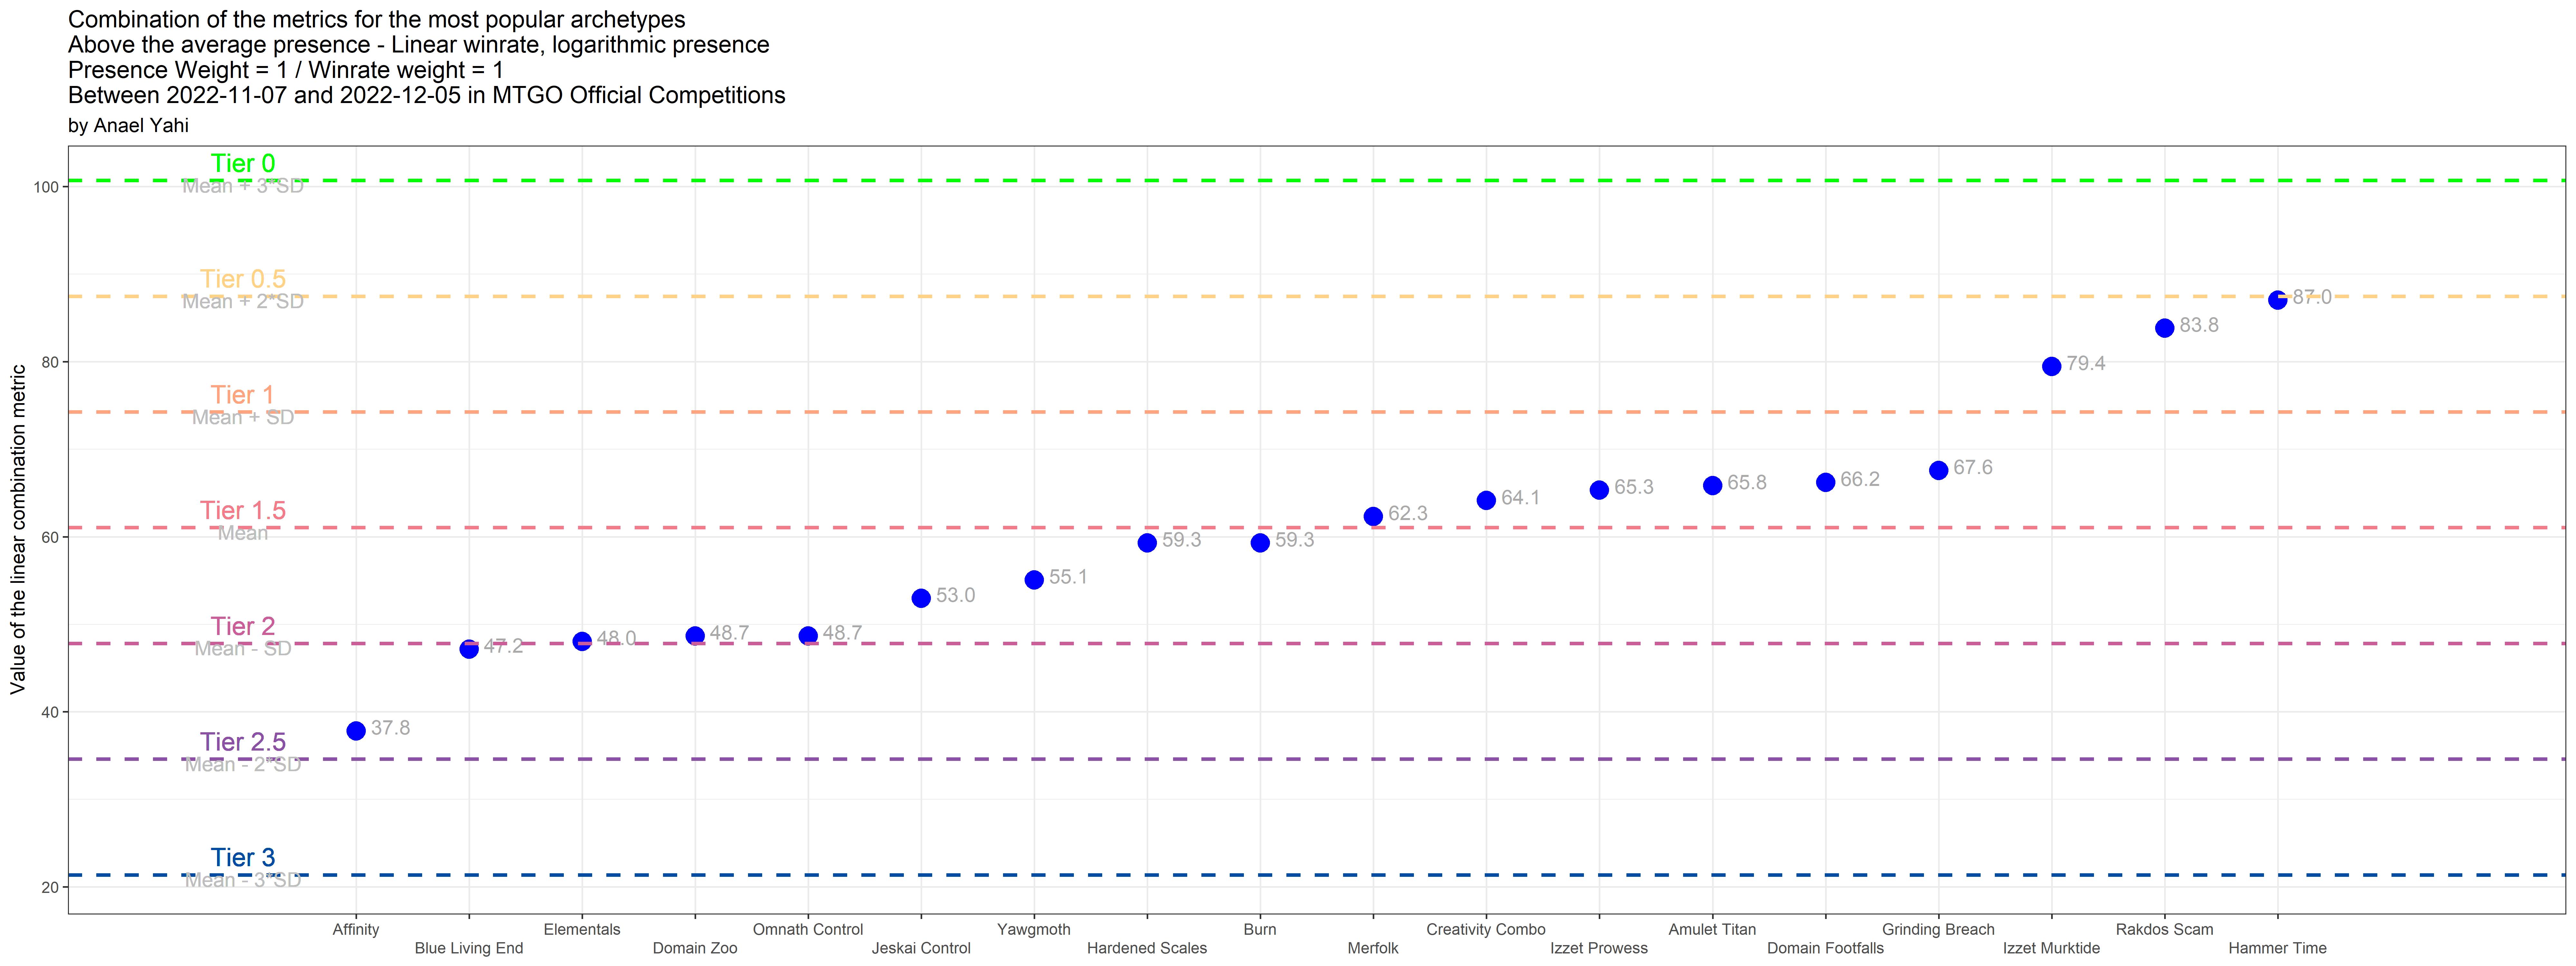 Combination of the metrics for the most popular archetypes
Above the average presence - Linear winrate, logarithmic presence
Presence Weight = 1 / Winrate weight = 1
Between 2022-11-07 and 2022-12-05 in MTGO Official Competitions
by Anael Yahi
Value of the linear combination metric
100
80
60
40
20
Tier 0
Mean + 3*SD
Tier 0.5
Mean + 2*SD
Tier 1
Mean + SD
Tier 1.5
Mean
Tier 2
Mean - SD
Tier 2.5
Mean - 2*SD
Tier 3
Mean - 3*SD
37.8
47.2
48.0
48.7
48.7
53.0
55.1
59.3
59.3
62.3
64.1
65.3
65.8
66.2
67.6
79.4
83.8
87.0
Affinity
Blue Living End
Elementals
Domain Zoo
Omnath Control
Jeskai Control
Yawgmoth
Hardened Scales
Burn
Merfolk
Creativity Combo
Izzet Prowess
Amulet Titan
Domain Footfalls
Grinding Breach
Izzet Murktide
Rakdos Scam
Hammer Time